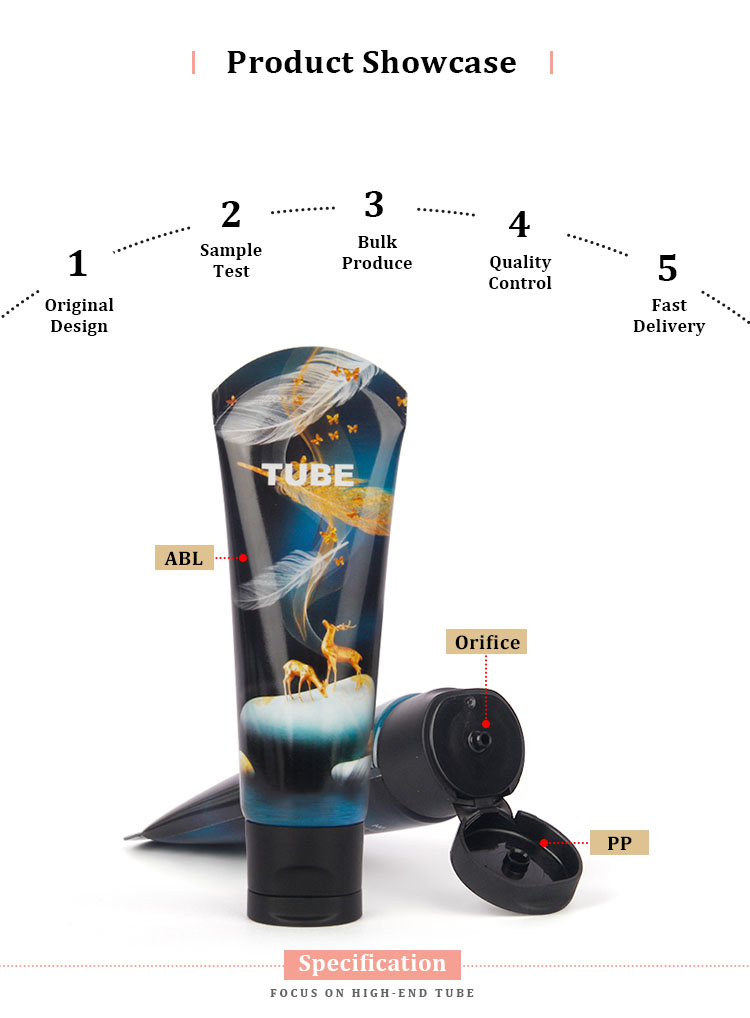 Product Showcase
1
Original
Design
2
Sample
Test
3
Bulk
Produce
4
Quality
Control
5
Fast
Delivery
TUBE
ABL
Orifice
PP
Specification
FOCUS ON HIGH-END TUBE